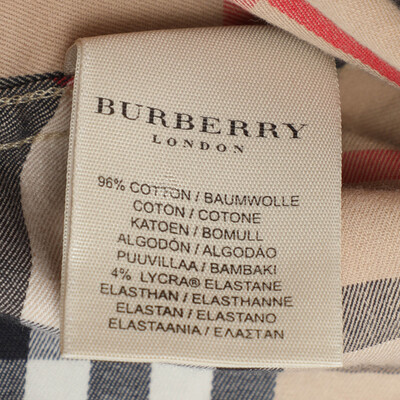 BURBERRY
LONDON
96% COTTON / BAUMWOLLE
COTON / COTONE
KATOEN / BOMULL
ALGODÓN / ALGODÃO
PUUVILLAA / BAMBAKI
4% LYCRA® ELASTANE
ELASTHAN / ELASTHANNE
ELASTAN / ELASTANO
ELASTAANIA / ΕΛΑΣΤΑΝ